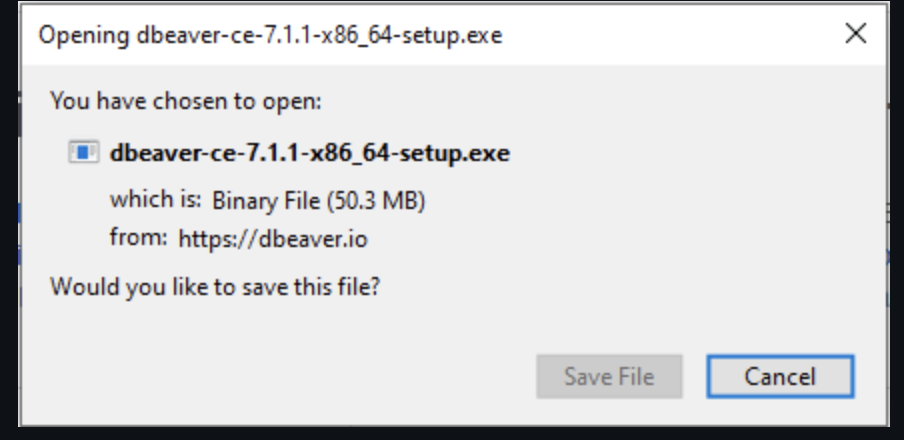 Opening dbeaver-ce-7.1.1-x86_64-setup.exe
You have chosen to open:
dbeaver-ce-7.1.1-x86_64-setup.exe
which is: Binary File (50.3 MB)
from: https://dbeaver.io
Would you like to save this file?
Save File Cancel